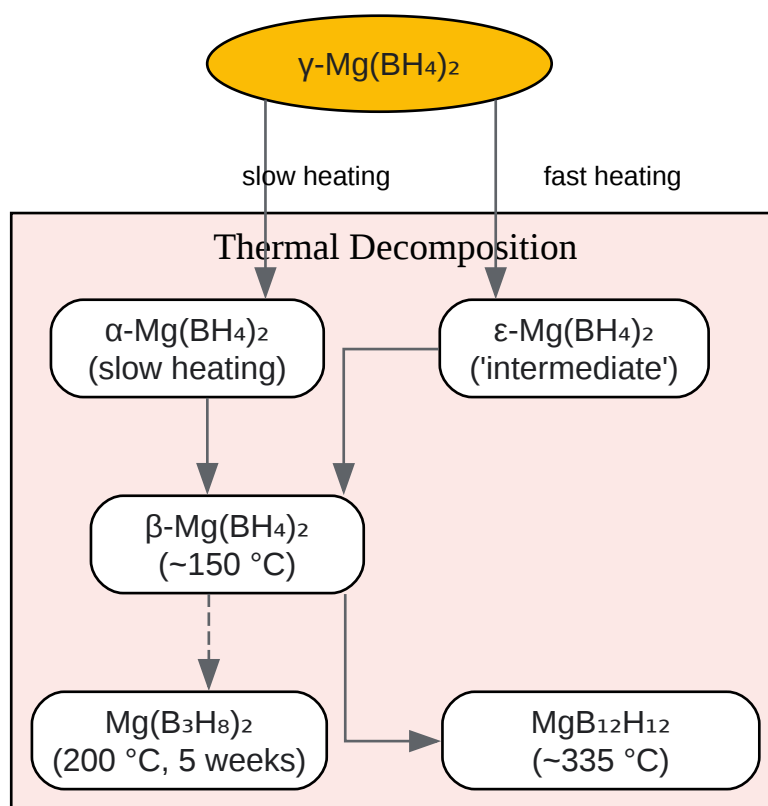 γ-Mg(BH₄)₂
slow heating
fast heating
Thermal Decomposition
α-Mg(BH₄)₂
(slow heating)
ε-Mg(BH₄)₂
('intermediate')
β-Mg(BH₄)₂
(~150 °C)
Mg(B₃H₈)₂
(200 °C, 5 weeks)
MgB₁₂H₁₂
(~335 °C)